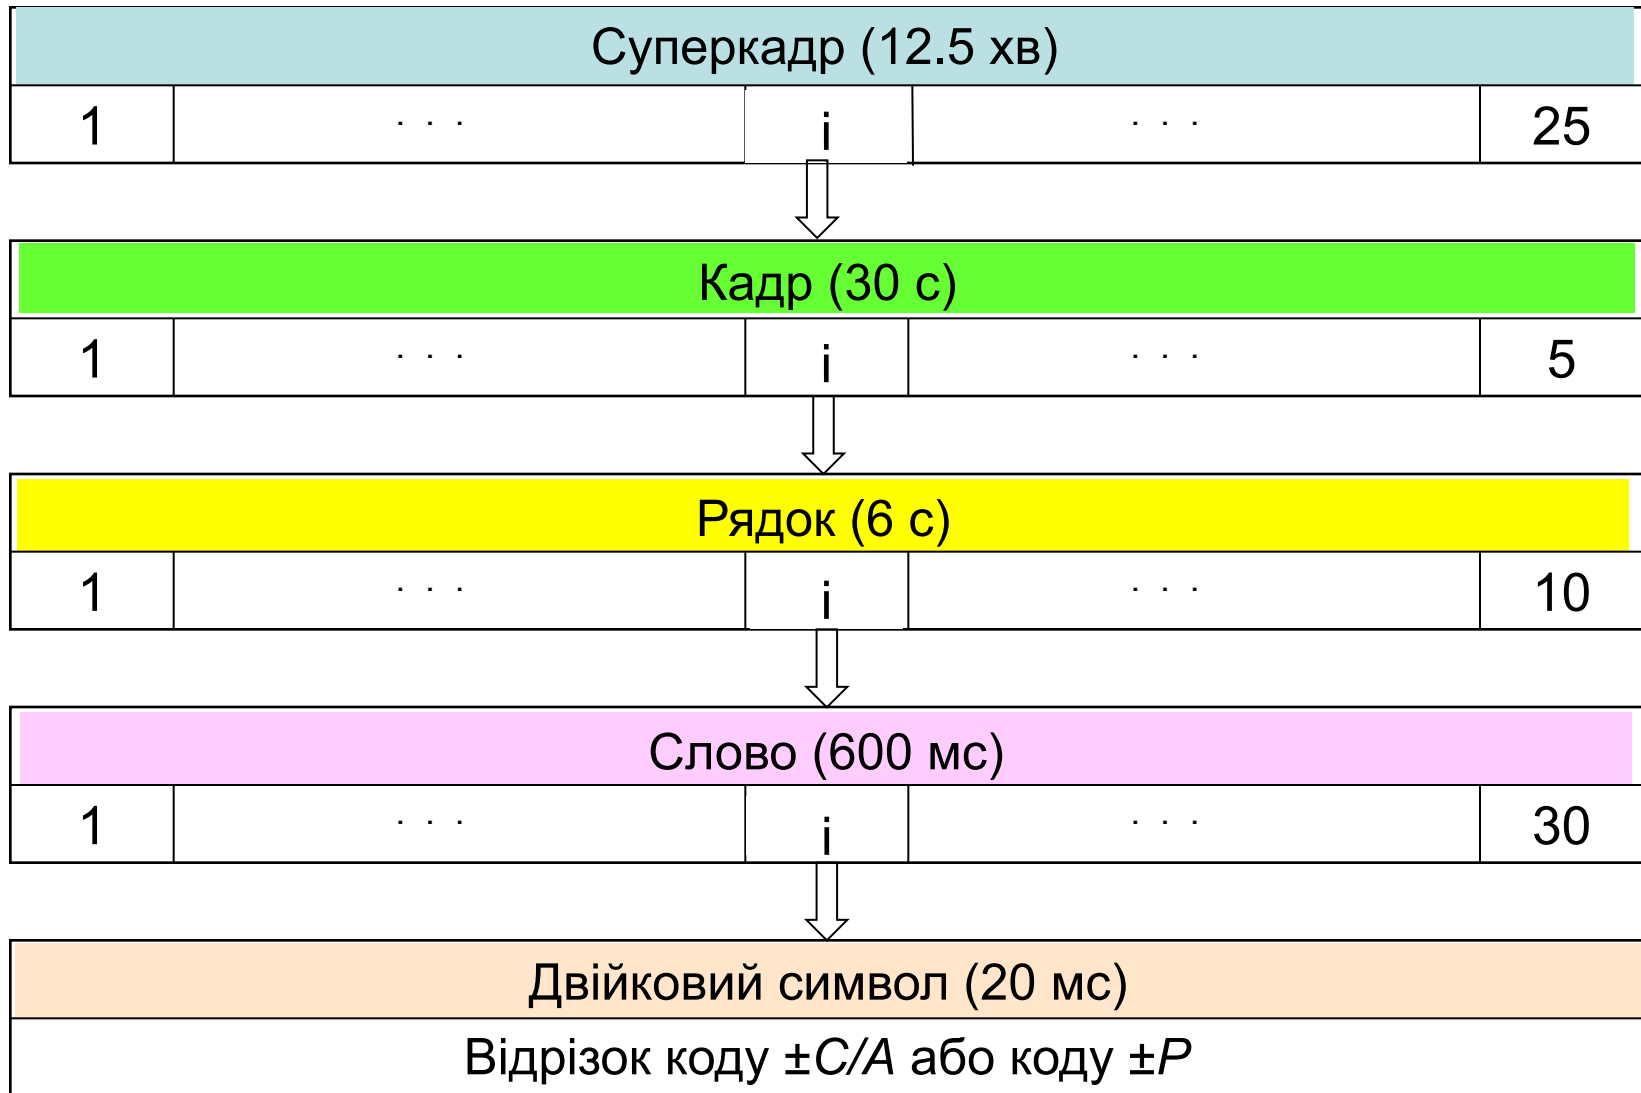 Суперкадр (12.5 хв)
1 . . . i . . . 25
Кадр (30 с)
1 . . . i . . . 5
Рядок (6 с)
1 . . . i . . . 10
Слово (600 мс)
1 . . . i . . . 30
Двійковий символ (20 мс)
Відрізок коду ±C/A або коду ±P